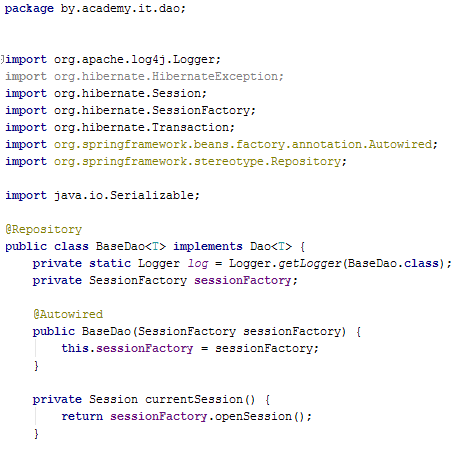 package by.academy.it.dao;
import org.apache.log4j.Logger;
import org.hibernate.HibernateException;
import org.hibernate.Session;
import org.hibernate.SessionFactory;
import org.hibernate.Transaction;
import org.springframework.beans.factory.annotation.Autowired;
import org.springframework.stereotype.Repository;
import java.io.Serializable;
@Repository
public class BaseDao<T> implements Dao<T> {
    private static Logger log = Logger.getLogger(BaseDao.class);
    private SessionFactory sessionFactory;
    @Autowired
    public BaseDao(SessionFactory sessionFactory) {
        this.sessionFactory = sessionFactory;
    }
    private Session currentSession() {
        return sessionFactory.openSession();
    }